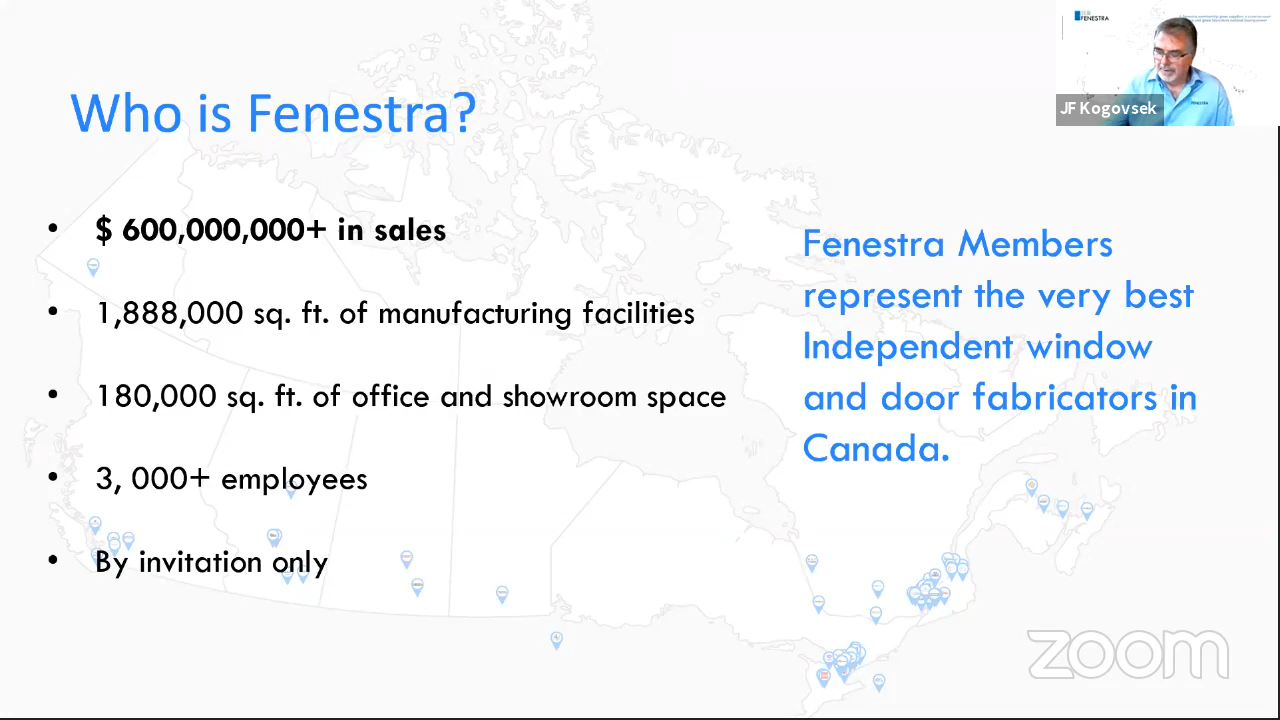 FENESTRA
JF Kogovsek
FENESTRA
Who is Fenestra?
• $ 600,000,000+ in sales
• 1,888,000 sq. ft. of manufacturing facilities
• 180,000 sq. ft. of office and showroom space
• 3, 000+ employees
• By invitation only
Fenestra Members
represent the very best
Independent window
and door fabricators in
Canada.
zoom